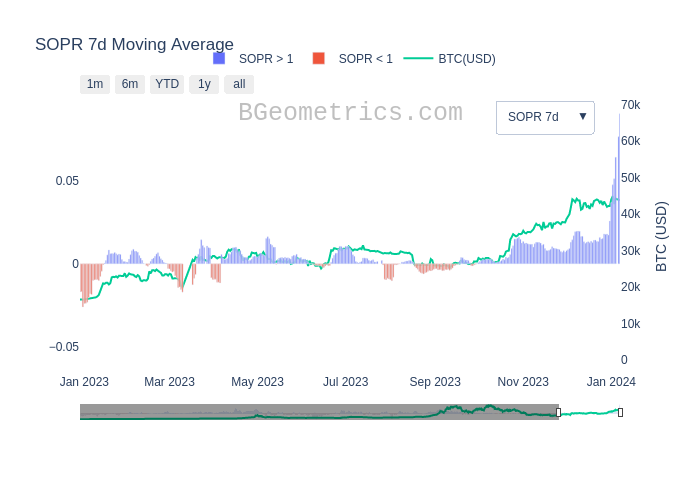 SOPR 7d Moving Average
SOPR > 1
SOPR < 1
BTC(USD)
1m
6m
YTD
1y
all
BGeometrics.com
SOPR 7d ▼
0.05
0
−0.05
70k
60k
50k
40k
30k
20k
10k
0
BTC (USD)
Jan 2023
Mar 2023
May 2023
Jul 2023
Sep 2023
Nov 2023
Jan 2024